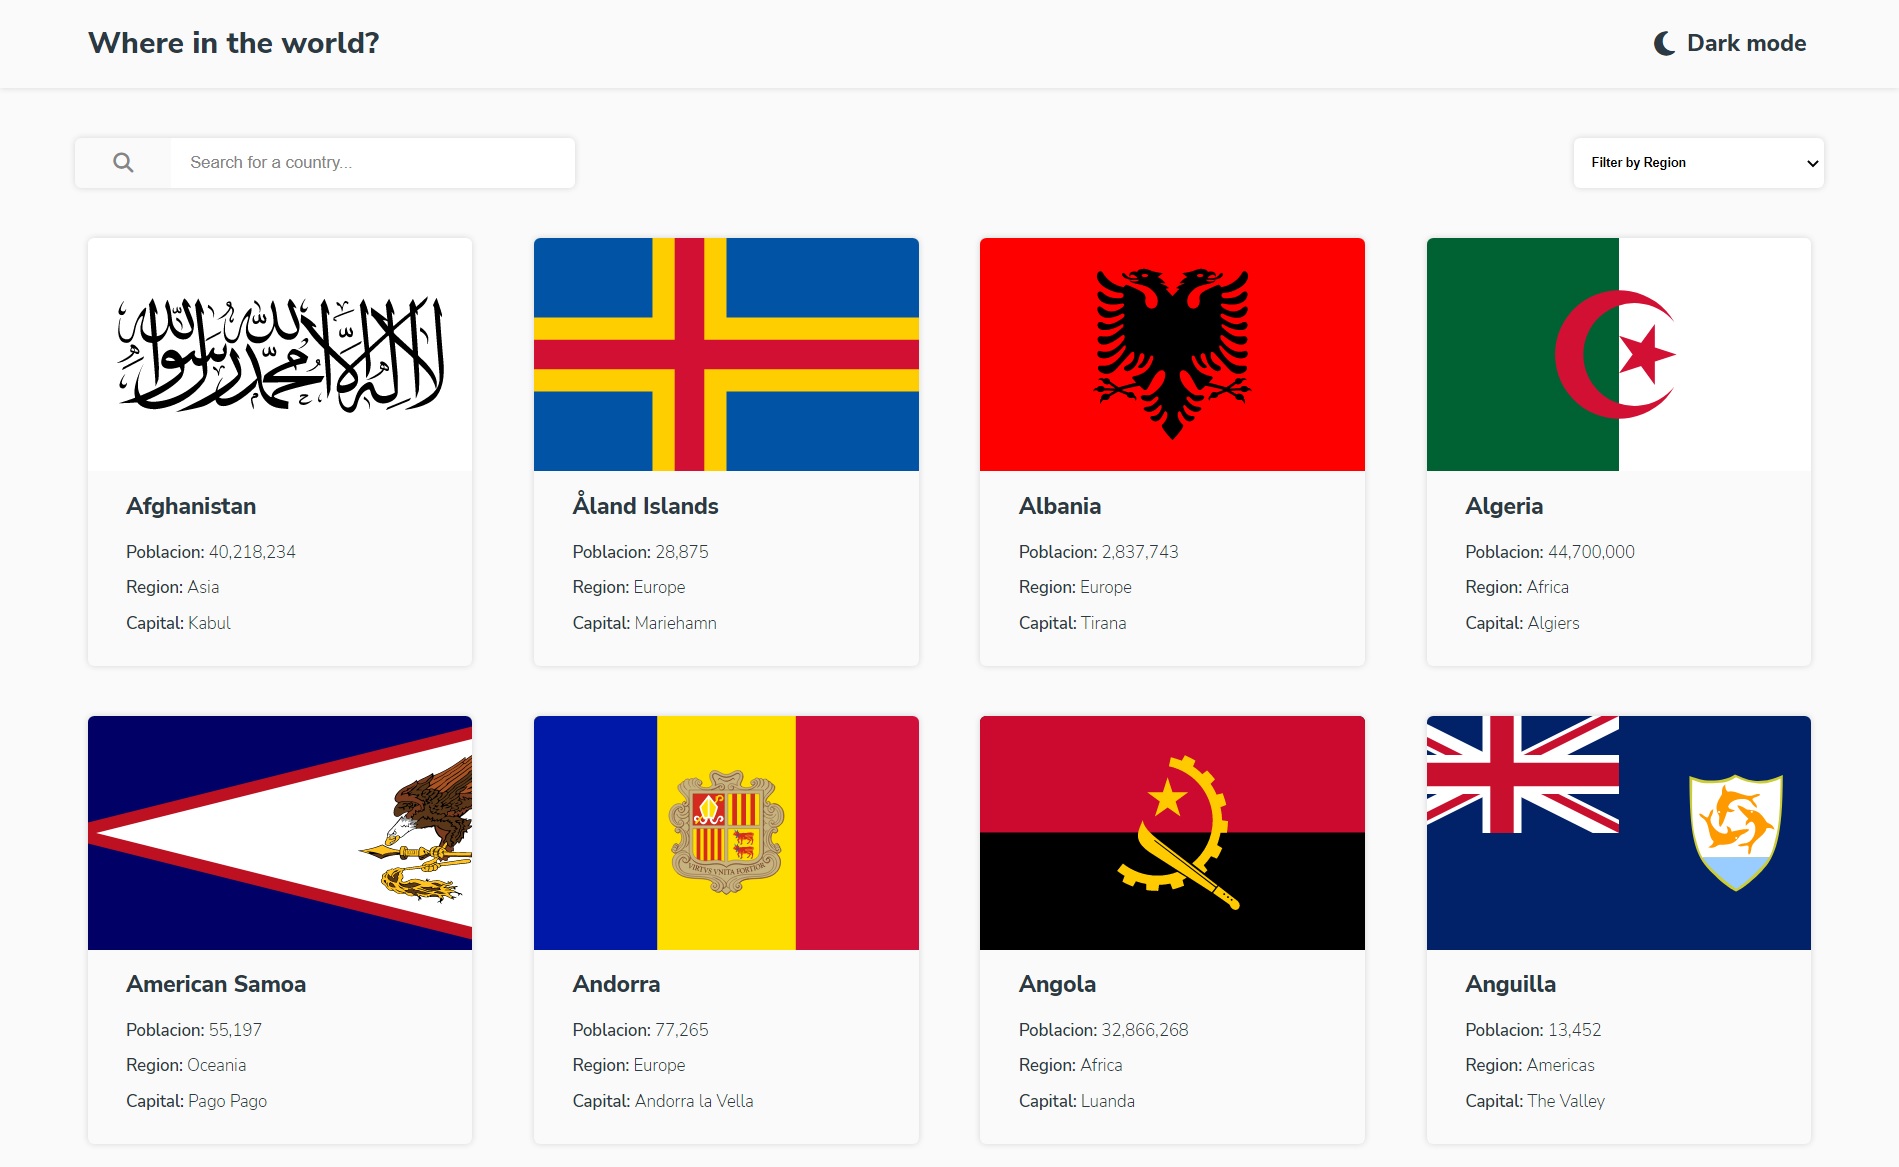 Where in the world?
Dark mode
Search for a country...
Filter by Region
لا إله إلا الله محمد رسول الله
Afghanistan
Poblacion: 40,218,234
Region: Asia
Capital: Kabul
Åland Islands
Poblacion: 28,875
Region: Europe
Capital: Mariehamn
Albania
Poblacion: 2,837,743
Region: Europe
Capital: Tirana
Algeria
Poblacion: 44,700,000
Region: Africa
Capital: Algiers
American Samoa
Poblacion: 55,197
Region: Oceania
Capital: Pago Pago
VIRTVS VNITA FORTIOR
Andorra
Poblacion: 77,265
Region: Europe
Capital: Andorra la Vella
Angola
Poblacion: 32,866,268
Region: Africa
Capital: Luanda
Anguilla
Poblacion: 13,452
Region: Americas
Capital: The Valley